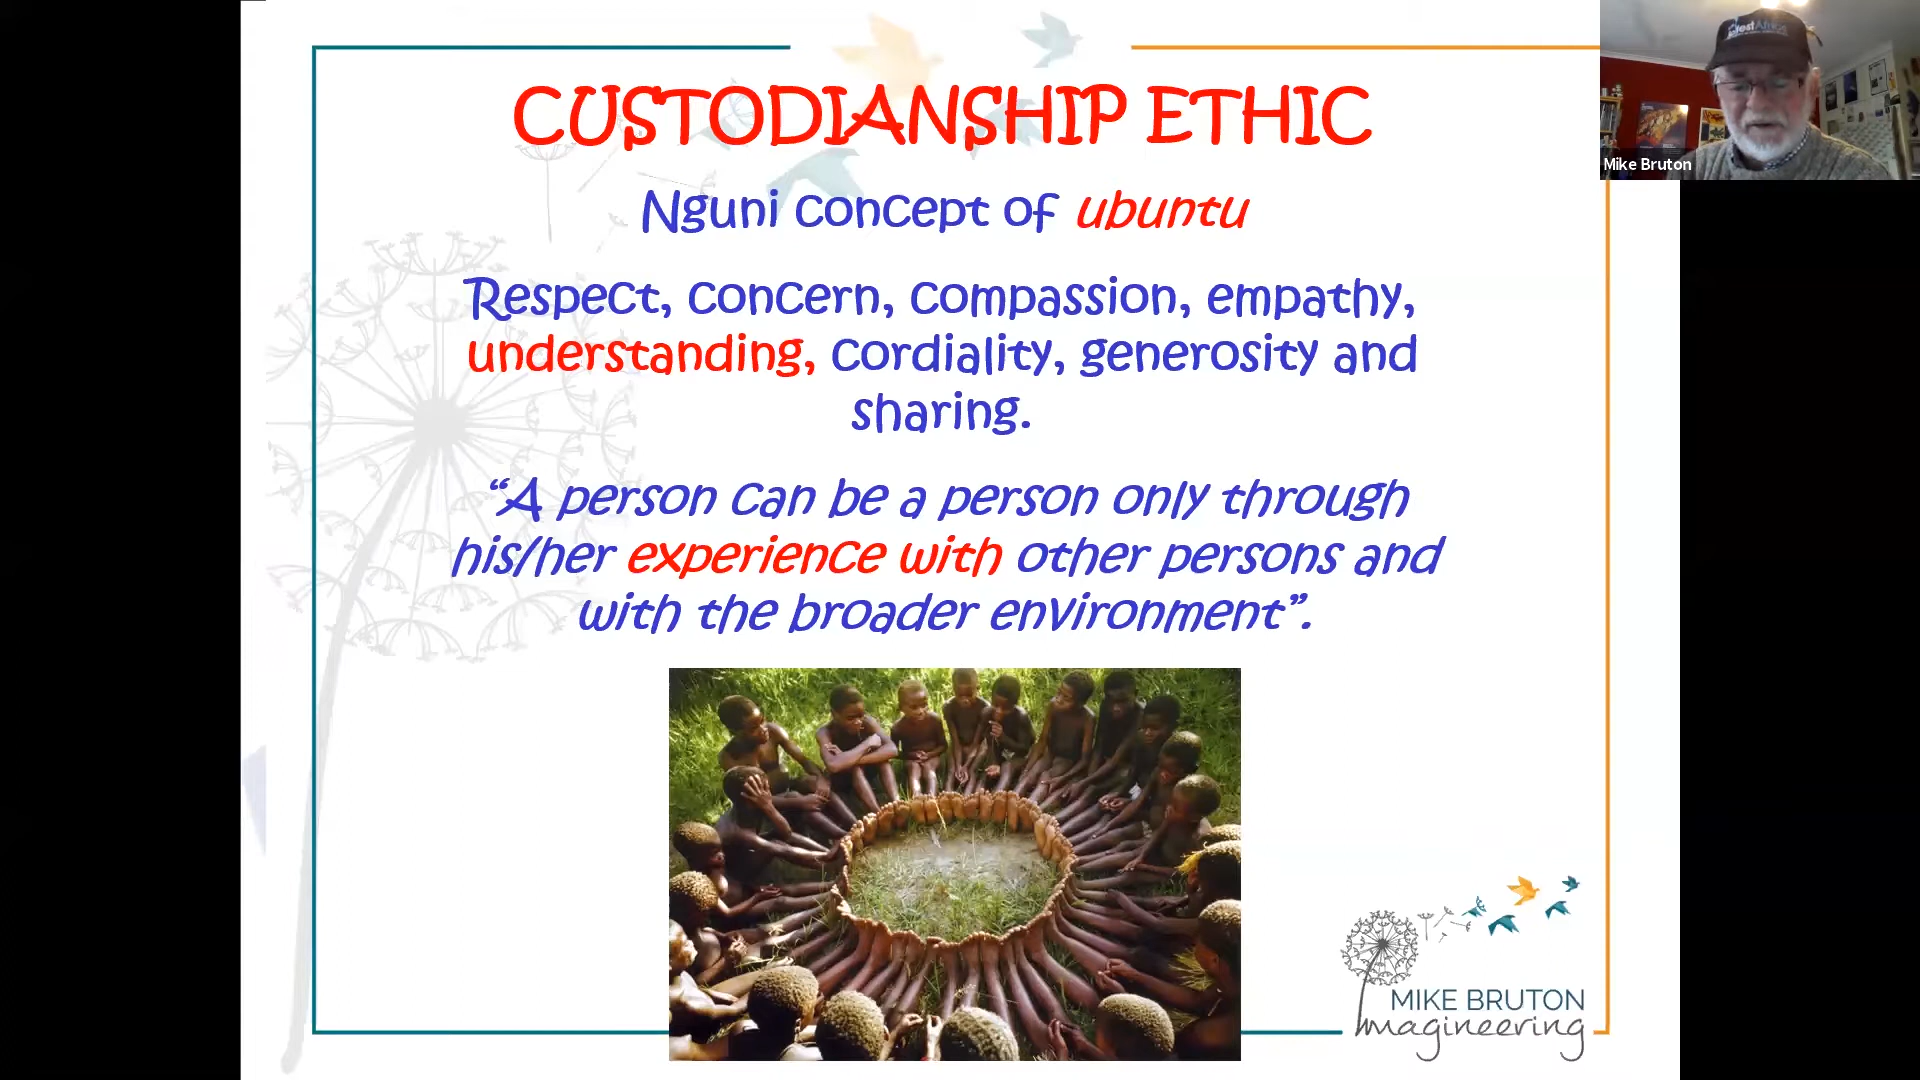 CUSTODIANSHIP ETHIC
Nguni concept of ubuntu
Respect, concern, compassion, empathy,
understanding, cordiality, generosity and
sharing.
“A person can be a person only through
his/her experience with other persons and
with the broader environment”.
Mike Bruton
MIKE BRUTON
Imagineering